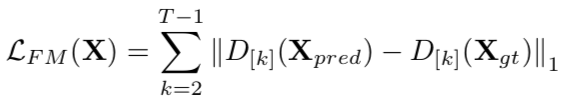 $$\mathcal{L}_{FM}(\mathbf{X}) = \sum_{k=2}^{T-1} \left\| D_{[k]}(\mathbf{X}_{pred}) - D_{[k]}(\mathbf{X}_{gt}) \right\|_1$$